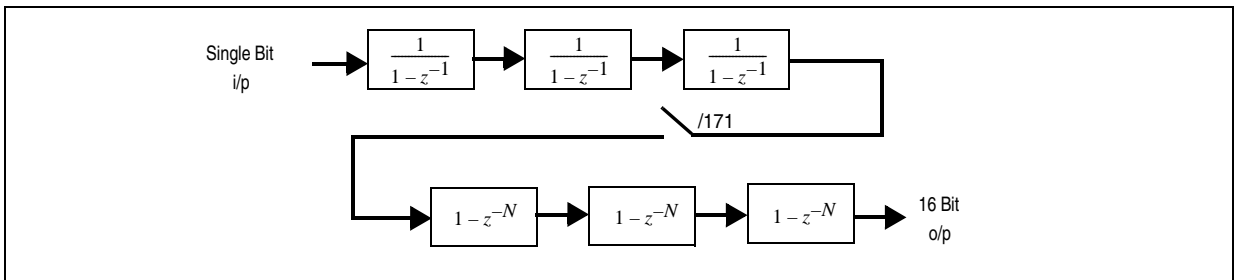 Single Bit
i/p
1
1 – z⁻¹
1
1 – z⁻¹
1
1 – z⁻¹
/171
1 – z⁻ᴺ
1 – z⁻ᴺ
1 – z⁻ᴺ
16 Bit
o/p